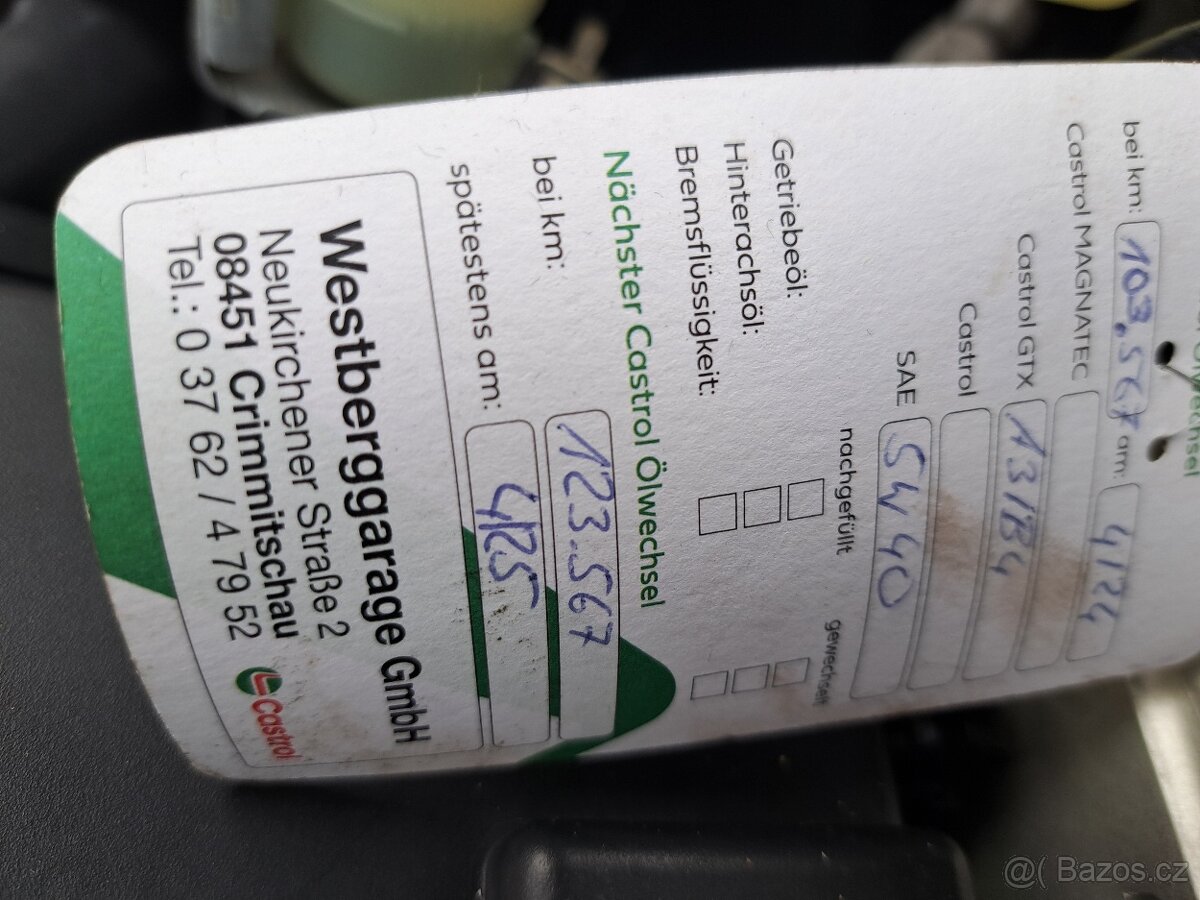 Ölwechsel
bei km: 103.567 am: 4/24
Castrol MAGNATEC
Castrol GTX
Castrol
SAE 5W40
nachgefüllt gewechselt
Getriebeöl:
Hinterachsöl:
Bremsflüssigkeit:
Nächster Castrol Ölwechsel
bei km: 123.567
spätestens am: 4/25
Westberggarage GmbH
Neukirchener Straße 2
08451 Crimmitschau
Tel.: 0 37 62 / 4 79 52
Castrol
@( Bazos.cz